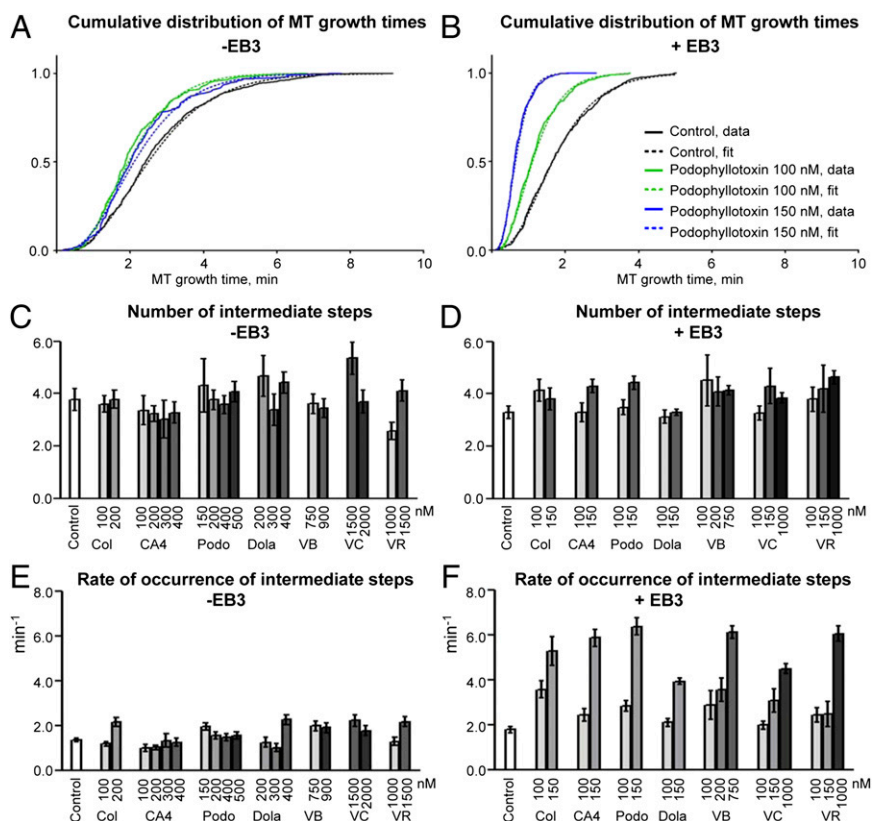 A Cumulative distribution of MT growth times
-EB3
1.0
0.5
0.0
2 4 6 8 10
MT growth time, min
B Cumulative distribution of MT growth times
+ EB3
1.0
0.5
0.0
Control, data
Control, fit
Podophyllotoxin 100 nM, data
Podophyllotoxin 100 nM, fit
Podophyllotoxin 150 nM, data
Podophyllotoxin 150 nM, fit
2 4 6 8 10
MT growth time, min
C Number of intermediate steps
-EB3
6.0
4.0
2.0
0.0
Control 100 200 100 200 300 400 150 200 400 500 200 300 400 750 900 1500 2000 1000 1500 nM
Col CA4 Podo Dola VB VC VR
D Number of intermediate steps
+ EB3
6.0
4.0
2.0
0.0
Control 100 150 100 150 100 150 100 150 100 200 750 100 150 1000 100 150 1000 nM
Col CA4 Podo Dola VB VC VR
E Rate of occurrence of intermediate steps
-EB3
min-1
8.0
6.0
4.0
2.0
0.0
Control 100 200 100 200 300 400 150 200 400 500 200 300 400 750 900 1500 2000 1000 1500 nM
Col CA4 Podo Dola VB VC VR
F Rate of occurrence of intermediate steps
+ EB3
8.0
6.0
4.0
2.0
0.0
Control 100 150 100 150 100 150 100 150 100 200 750 100 150 1000 100 150 1000 nM
Col CA4 Podo Dola VB VC VR